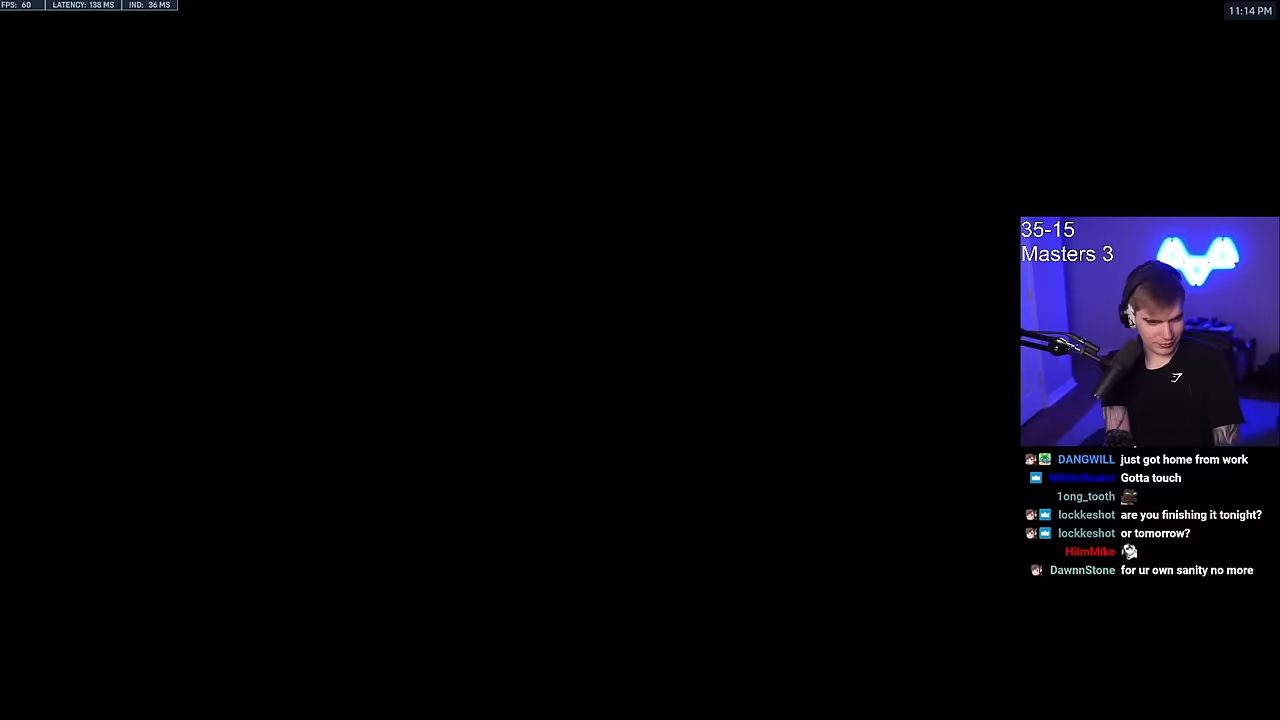 FPS: 60 LATENCY: 138 MS IND: 36 MS
11:14 PM
35-15
Masters 3
DANGWILL just got home from work
Gotta touch
1ong_tooth
lockkeshot are you finishing it tonight?
lockkeshot or tomorrow?
HilmMike
DawnnStone for ur own sanity no more